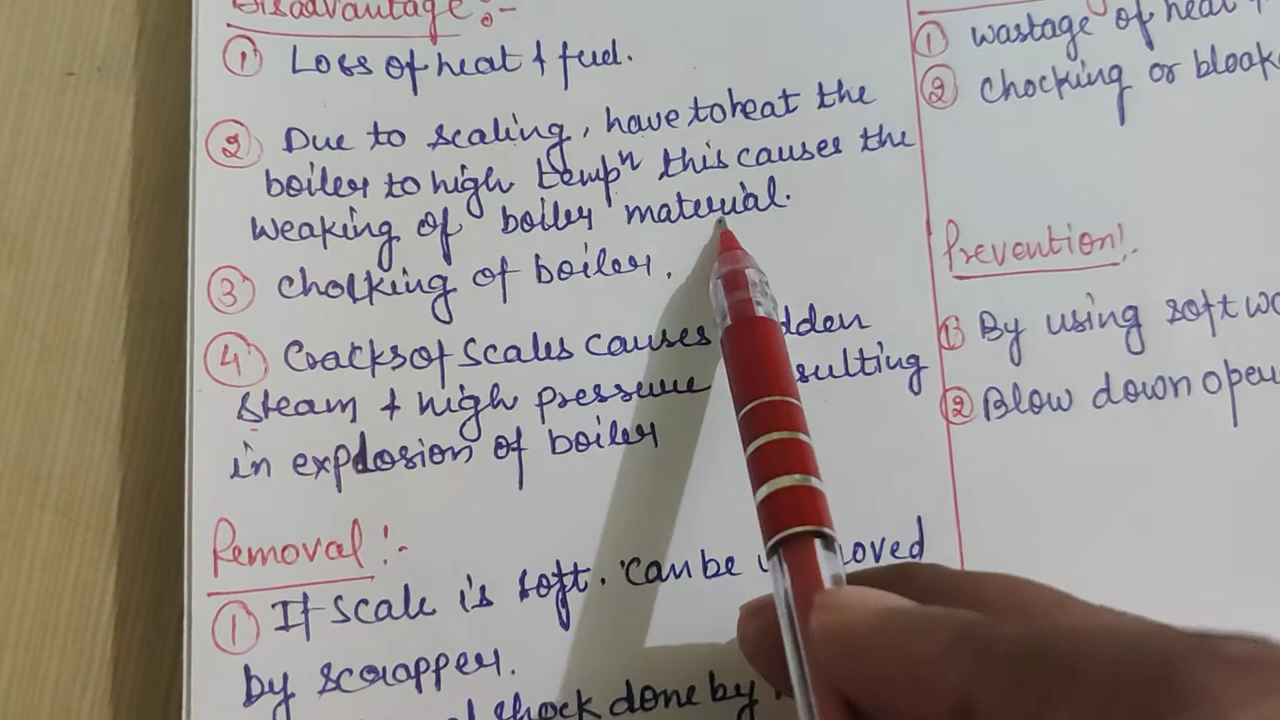 Disadvantage :-
① Loss of heat + fuel.
② Due to scaling, have to heat the
boiler to high tempⁿ this causes the
weaking of boiler material.
③ Chocking of boiler.
④ Cracks of Scales causes
steam + high pressure
in explosion of boiler
Removal :-
① If scale is soft. Can be
by scrapper.
shock done by
① wastage of heat
② Chocking or
Prevention :-
① By using soft
② Blow down